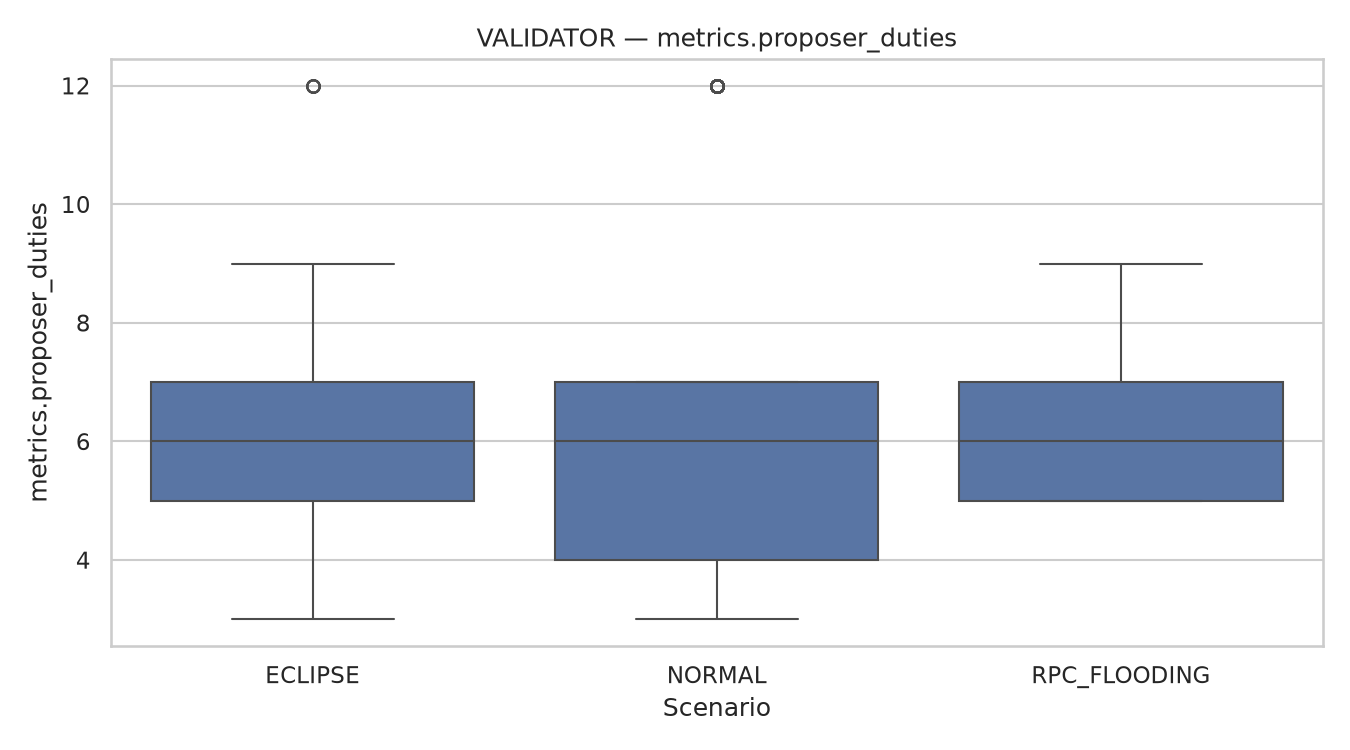 VALIDATOR — metrics.proposer_duties
metrics.proposer_duties
12
10
8
6
4
ECLIPSE
NORMAL
RPC_FLOODING
Scenario